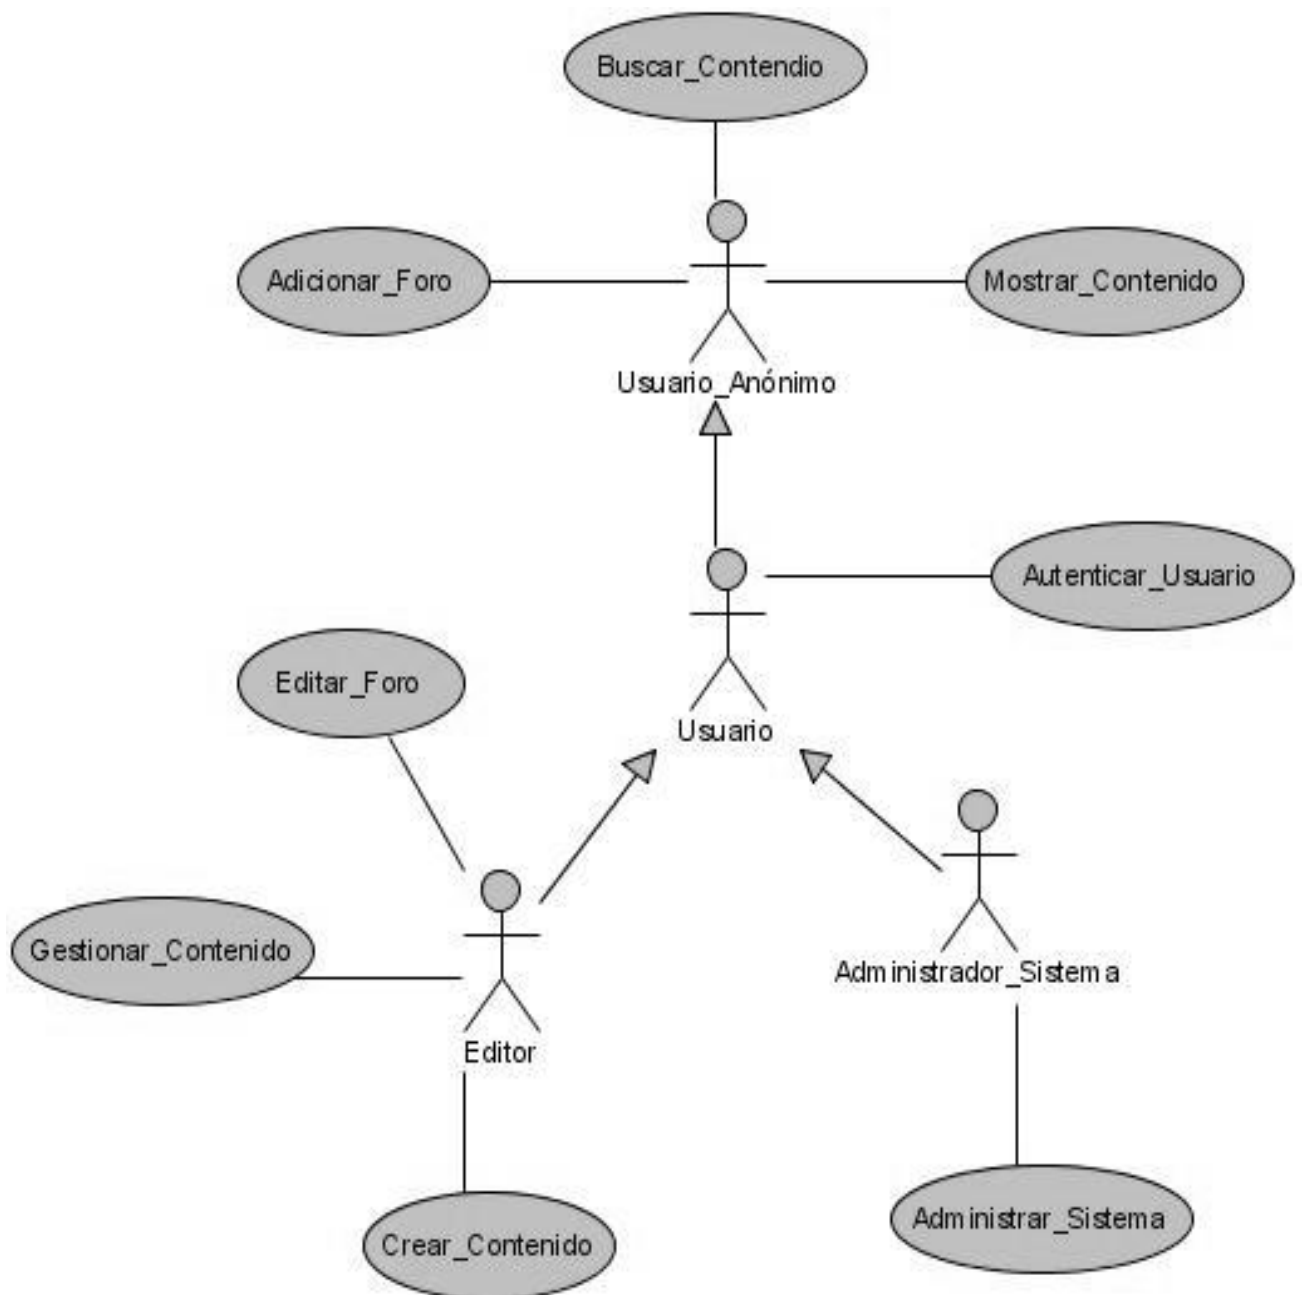 Buscar_Contendio
Adicionar_Foro
Mostrar_Contenido
Usuario_Anónimo
Autenticar_Usuario
Editar_Foro
Usuario
Gestionar_Contenido
Administrador_Sistema
Editor
Administrar_Sistema
Crear_Contenido